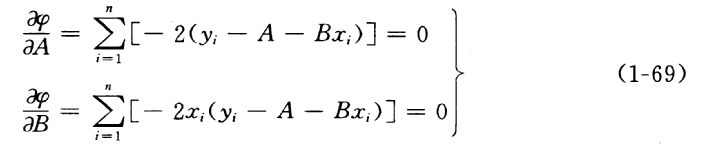 ∂φ/∂A = ∑_{i=1}^{n} [− 2(y_i − A − Bx_i)] = 0
(1-69)
∂φ/∂B = ∑_{i=1}^{n} [− 2x_i(y_i − A − Bx_i)] = 0